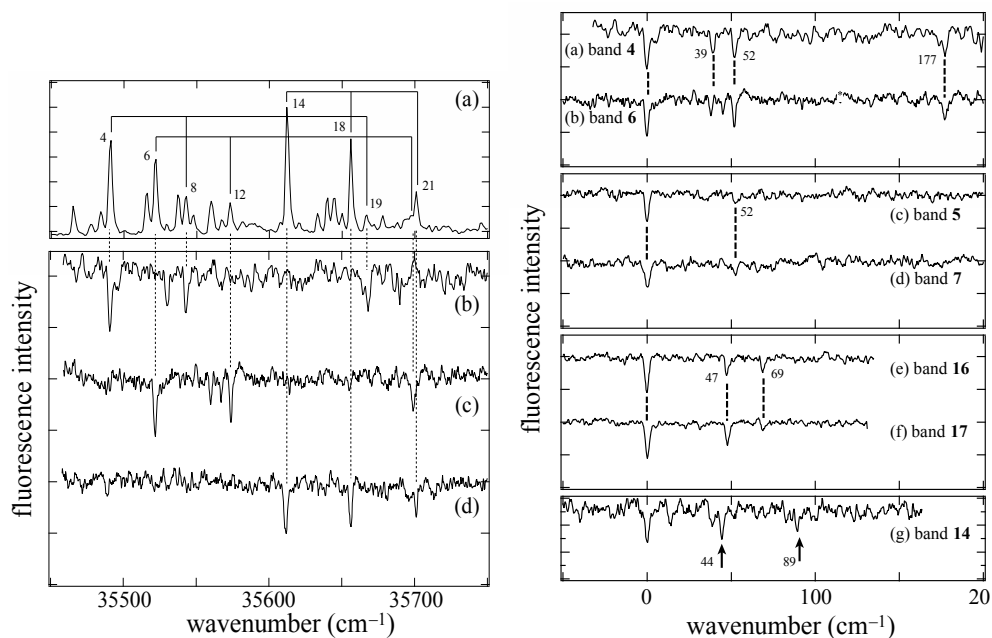 (a)
14
4
18
6
8
12
19
21
(b)
(c)
(d)
35500
35600
35700
wavenumber (cm⁻¹)
fluorescence intensity
(a) band 4
39
52
177
(b) band 6
(c) band 5
52
(d) band 7
(e) band 16
47
69
(f) band 17
(g) band 14
44
89
0
100
20
wavenumber (cm⁻¹)
fluorescence intensity